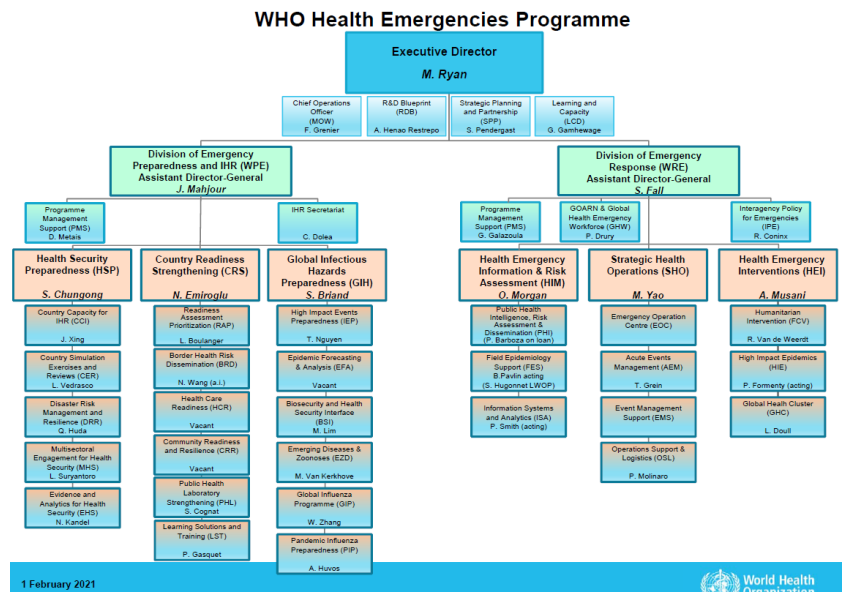 WHO Health Emergencies Programme
Executive Director
M. Ryan
Chief Operations
Officer
(MOW)
F. Grenier
R&D Blueprint
(RDB)
A. Henao Restrepo
Strategic Planning
and Partnership
(SPP)
S. Pendergast
Learning and
Capacity
(LCD)
G. Gamhewage
Division of Emergency
Preparedness and IHR (WPE)
Assistant Director-General
J. Mahjour
Division of Emergency
Response (WRE)
Assistant Director-General
S. Fall
Programme
Management
Support (PMS)
D. Metais
IHR Secretariat
C. Dolea
Programme
Management
Support (PMS)
G. Galazoula
GOARN & Global
Health Emergency
Workforce (GHW)
P. Drury
Interagency Policy
for Emergencies
(IPE)
R. Coninx
Health Security
Preparedness (HSP)
S. Chungong
Country Capacity for
IHR (CCI)
J. Xing
Country Simulation
Exercises and
Reviews (CER)
L. Vedrasco
Disaster Risk
Management and
Resilience (DRR)
Q. Huda
Multisectoral
Engagement for Health
Security (MHS)
L. Suryantoro
Evidence and
Analytics for Health
Security (EHS)
N. Kandel
Country Readiness
Strengthening (CRS)
N. Emiroglu
Readiness
Assessment
Prioritization (RAP)
L. Boulanger
Border Health Risk
Dissemination (BRD)
N. Wang (a.i.)
Health Care
Readiness (HCR)
Vacant
Community Readiness
and Resilience (CRR)
Vacant
Public Health
Laboratory
Strengthening (PHL)
S. Cognat
Learning Solutions and
Training (LST)
P. Gasquet
Global Infectious
Hazards
Preparedness (GIH)
S. Briand
High Impact Events
Preparedness (IEP)
T. Nguyen
Epidemic Forecasting
& Analysis (EFA)
Vacant
Biosecurity and Health
Security Interface
(BSI)
M. Lim
Emerging Diseases &
Zoonoses (EZD)
M. Van Kerkhove
Global Influenza
Programme (GIP)
W. Zhang
Pandemic Influenza
Preparedness (PIP)
A. Huvos
Health Emergency
Information & Risk
Assessment (HIM)
O. Morgan
Public Health
Intelligence, Risk
Assessment &
Dissemination (PHI)
(P. Barboza on loan)
Field Epidemiology
Support (FES)
B.Pavlin acting
(S. Hugonnet LWOP)
Information Systems
and Analytics (ISA)
P. Smith (acting)
Strategic Health
Operations (SHO)
M. Yao
Emergency Operation
Centre (EOC)
Acute Events
Management (AEM)
T. Grein
Event Management
Support (EMS)
Operations Support &
Logistics (OSL)
P. Molinaro
Health Emergency
Interventions (HEI)
A. Musani
Humanitarian
Intervention (FCV)
R. Van de Weerdt
High Impact Epidemics
(HIE)
P. Formenty (acting)
Global Healh Cluster
(GHC)
L. Doull
1 February 2021
World Health
Organization